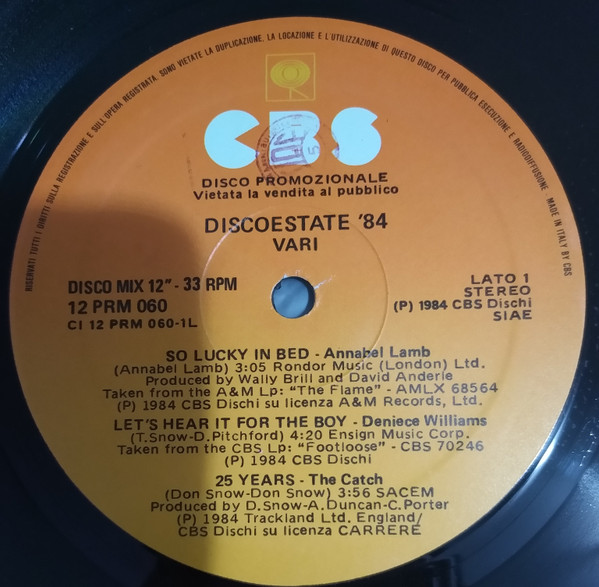 RISERVATI TUTTI I DIRITTI SULLA REGISTRAZIONE E SULL'OPERA REGISTRATA. SONO VIETATE LA DUPLICAZIONE, LA LOCAZIONE E L'UTILIZZAZIONE DI QUESTO DISCO PER PUBBLICA ESECUZIONE E RADIODIFFUSIONE. MADE IN ITALY BY CBS
CBS
DISCO PROMOZIONALE
Vietata la vendita al pubblico
DISCOESTATE '84
VARI
DISCO MIX 12" - 33 RPM
12 PRM 060
CI 12 PRM 060-1L
LATO 1
STEREO
(P) 1984 CBS Dischi
SIAE
SO LUCKY IN BED - Annabel Lamb
(Annabel Lamb) 3:05 Rondor Music (London) Ltd.
Produced by Wally Brill and David Anderle
Taken from the A&M Lp: "The Flame" - AMLX 68564
(P) 1984 CBS Dischi su licenza A&M Records, Ltd.
LET'S HEAR IT FOR THE BOY - Deniece Williams
(T.Snow-D.Pitchford) 4:20 Ensign Music Corp.
Taken from the CBS Lp: "Footloose" - CBS 70246
(P) 1984 CBS Dischi
25 YEARS - The Catch
(Don Snow-Don Snow) 3:56 SACEM
Produced by D.Snow-A.Duncan-C.Porter
(P) 1984 Trackland Ltd. England/
CBS Dischi su licenza CARRERE